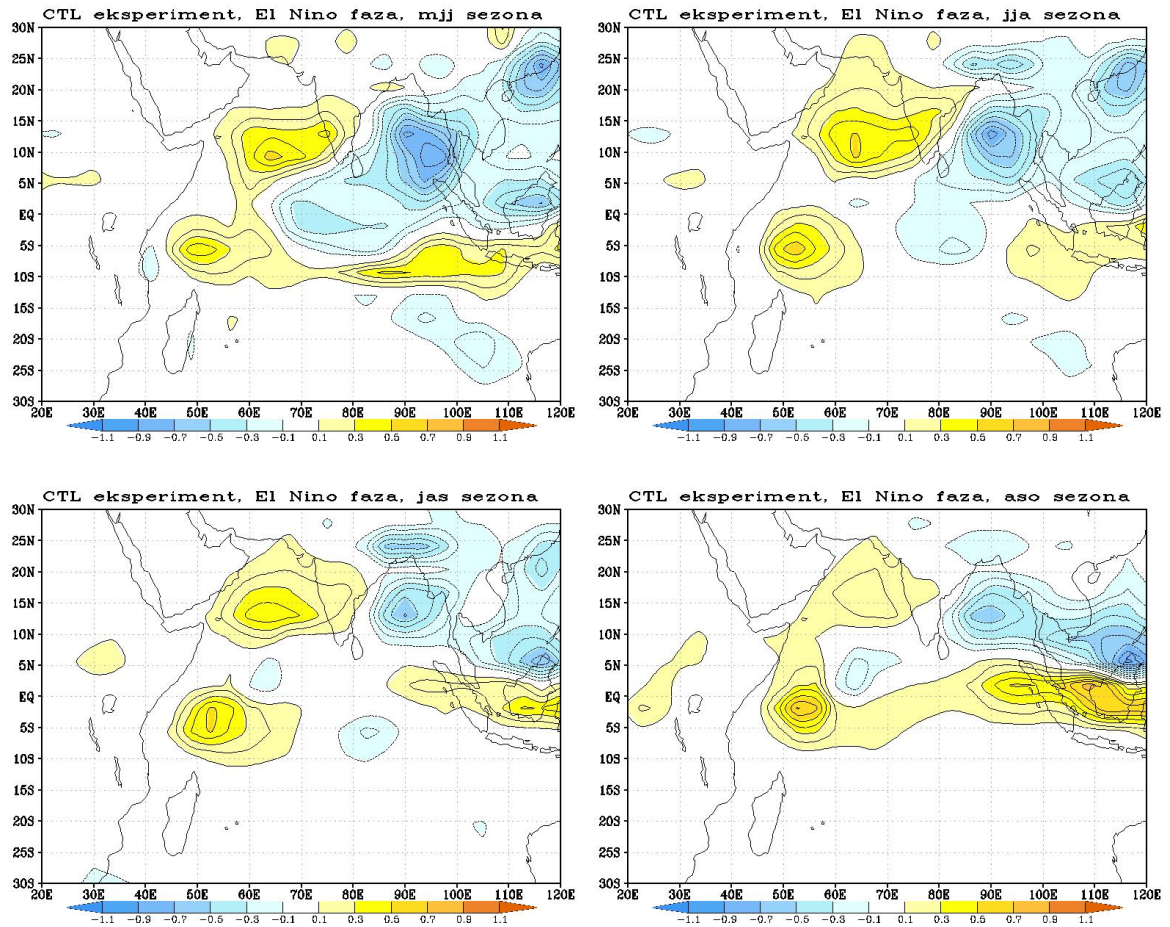 CTL eksperiment, El Nino faza, mjj sezona
30N
25N
20N
15N
10N
5N
EQ
5S
10S
15S
20S
25S
30S
20E 30E 40E 50E 60E 70E 80E 90E 100E 110E 120E
-1.1 -0.9 -0.7 -0.5 -0.3 -0.1 0.1 0.3 0.5 0.7 0.9 1.1
CTL eksperiment, El Nino faza, jja sezona
30N
25N
20N
15N
10N
5N
EQ
5S
10S
15S
20S
25S
30S
20E 30E 40E 50E 60E 70E 80E 90E 100E 110E 120E
-1.1 -0.9 -0.7 -0.5 -0.3 -0.1 0.1 0.3 0.5 0.7 0.9 1.1
CTL eksperiment, El Nino faza, jas sezona
30N
25N
20N
15N
10N
5N
EQ
5S
10S
15S
20S
25S
30S
20E 30E 40E 50E 60E 70E 80E 90E 100E 110E 120E
-1.1 -0.9 -0.7 -0.5 -0.3 -0.1 0.1 0.3 0.5 0.7 0.9 1.1
CTL eksperiment, El Nino faza, aso sezona
30N
25N
20N
15N
10N
5N
EQ
5S
10S
15S
20S
25S
30S
20E 30E 40E 50E 60E 70E 80E 90E 100E 110E 120E
-1.1 -0.9 -0.7 -0.5 -0.3 -0.1 0.1 0.3 0.5 0.7 0.9 1.1